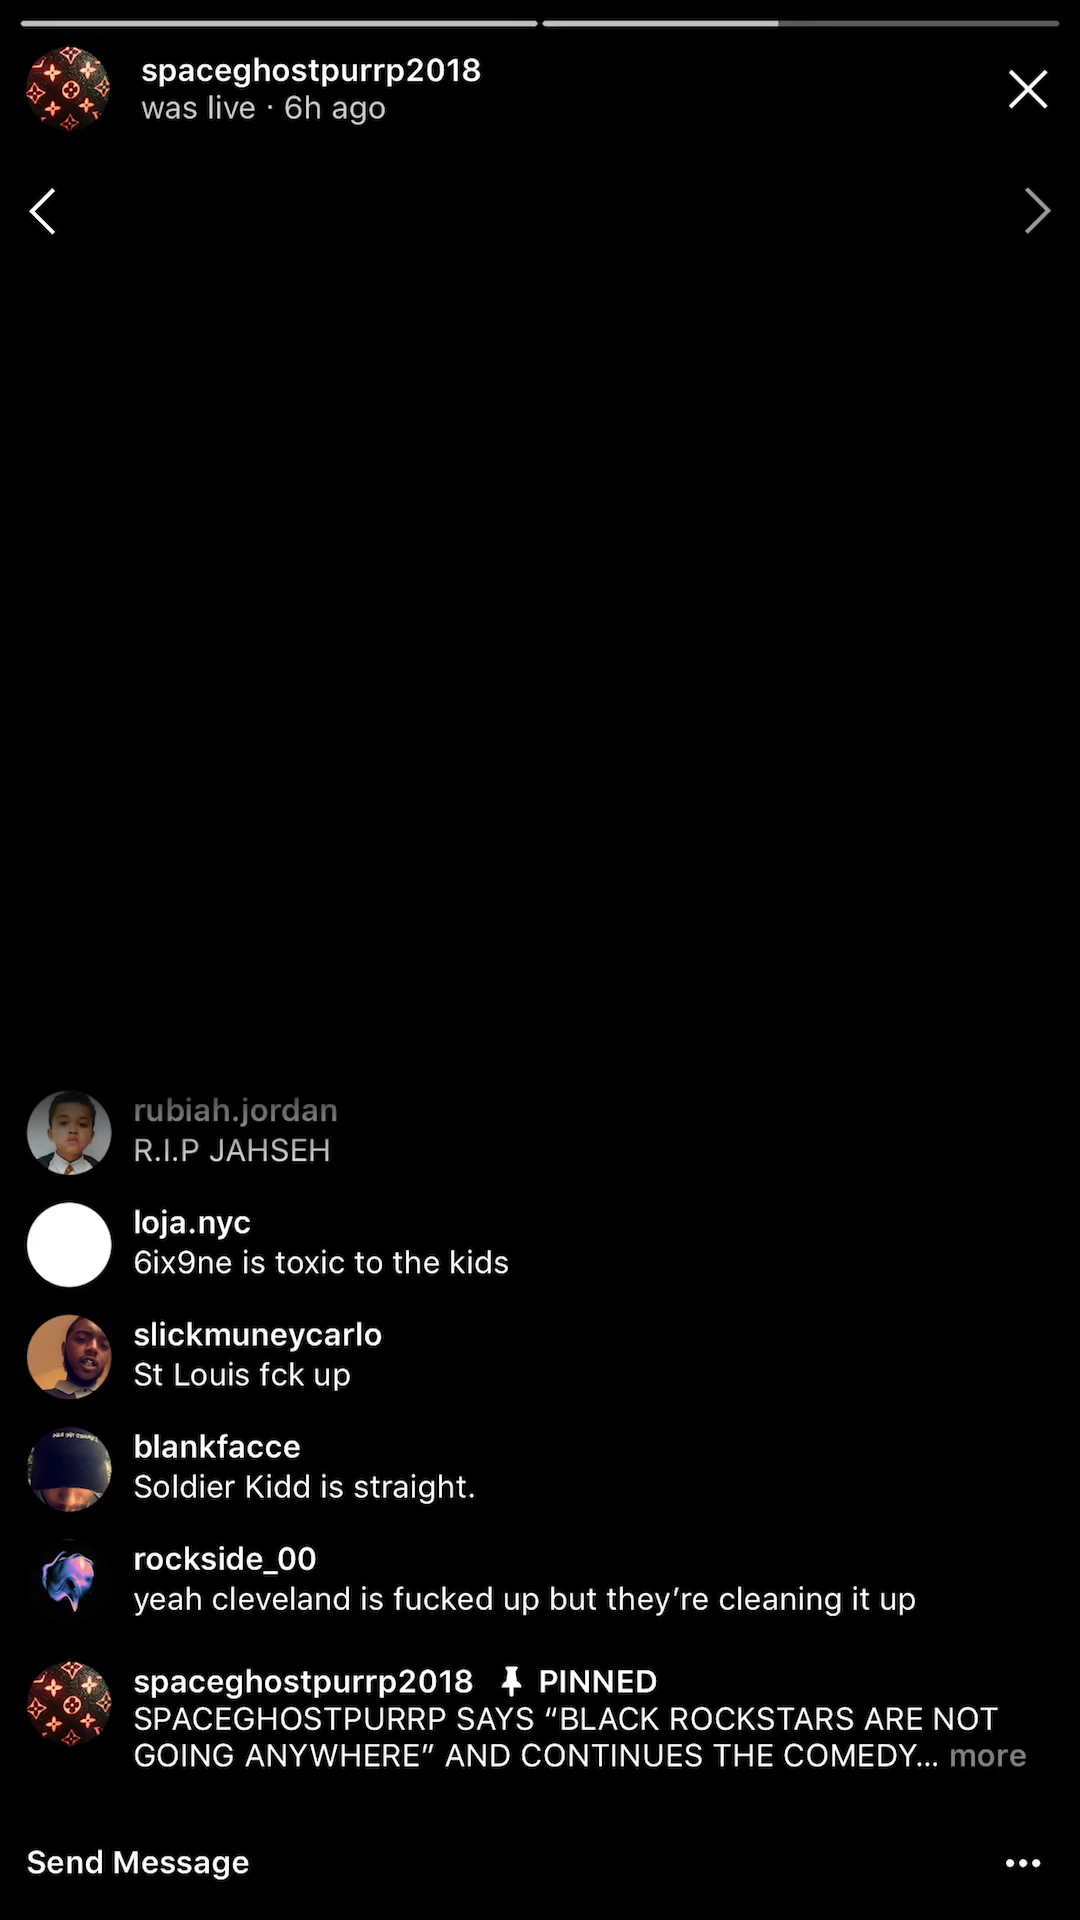 spaceghostpurrp2018
was live · 6h ago
rubiah.jordan
R.I.P JAHSEH
loja.nyc
6ix9ne is toxic to the kids
slickmuneycarlo
St Louis fck up
blankfacce
Soldier Kidd is straight.
rockside_00
yeah cleveland is fucked up but they’re cleaning it up
spaceghostpurrp2018 PINNED
SPACEGHOSTPURRP SAYS “BLACK ROCKSTARS ARE NOT
GOING ANYWHERE” AND CONTINUES THE COMEDY... more
Send Message